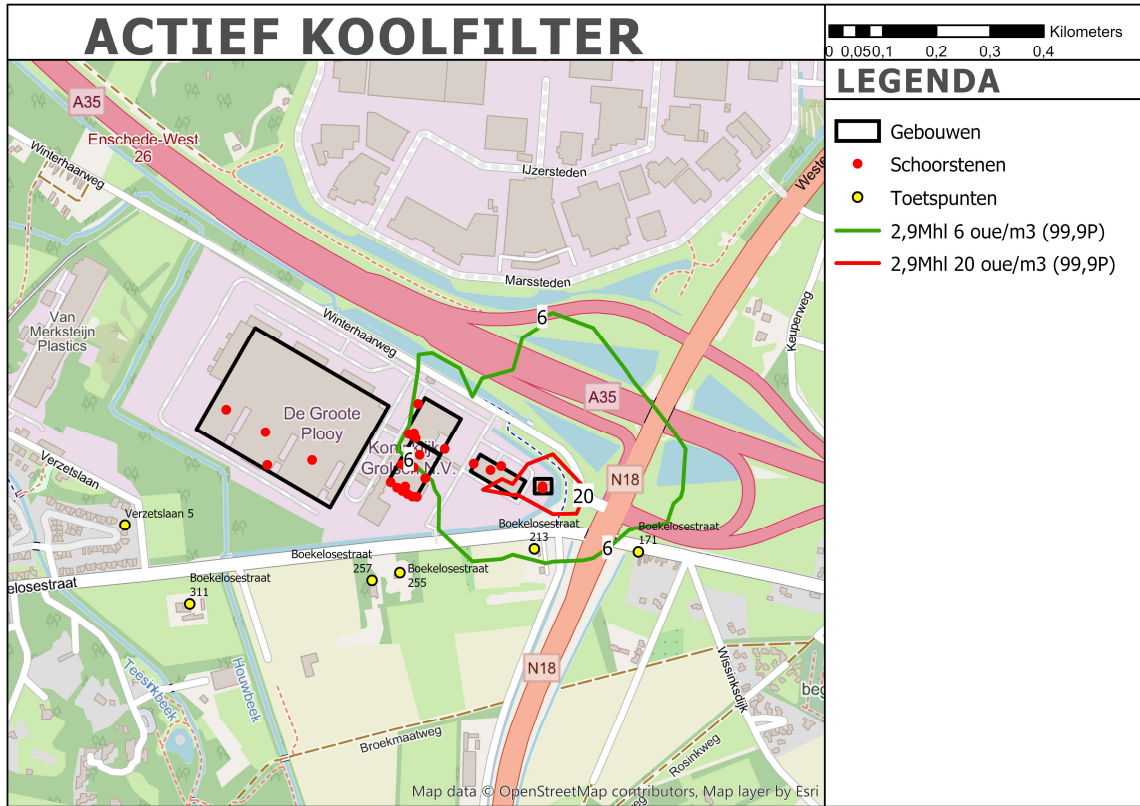 ACTIEF KOOLFILTER
Kilometers
0 0,050,1 0,2 0,3 0,4
LEGENDA
Gebouwen
Schoorstenen
Toetspunten
2,9Mhl 6 oue/m3 (99,9P)
2,9Mhl 20 oue/m3 (99,9P)
A35
Enschede-West
26
Winterhaarweg
IJzersteden
Marssteden
Weste
Keuperweg
Van
Merksteijn
Plastics
Winterhaarweg
6
A35
De Groote
Plooy
6
Grolsch N.V.
N18
20
Verzetslaan
Verzetslaan 5
Boekelosestraat
213
Boekelosestraat
171
6
Boekelosestraat
257
Boekelosestraat
255
Boekelosestraat
311
elosestraat
N18
Teesinkbeek
Houwbeek
Wissinksdijk
beg
Broekmaatweg
Rosinkweg
Map data © OpenStreetMap contributors, Map layer by Esri